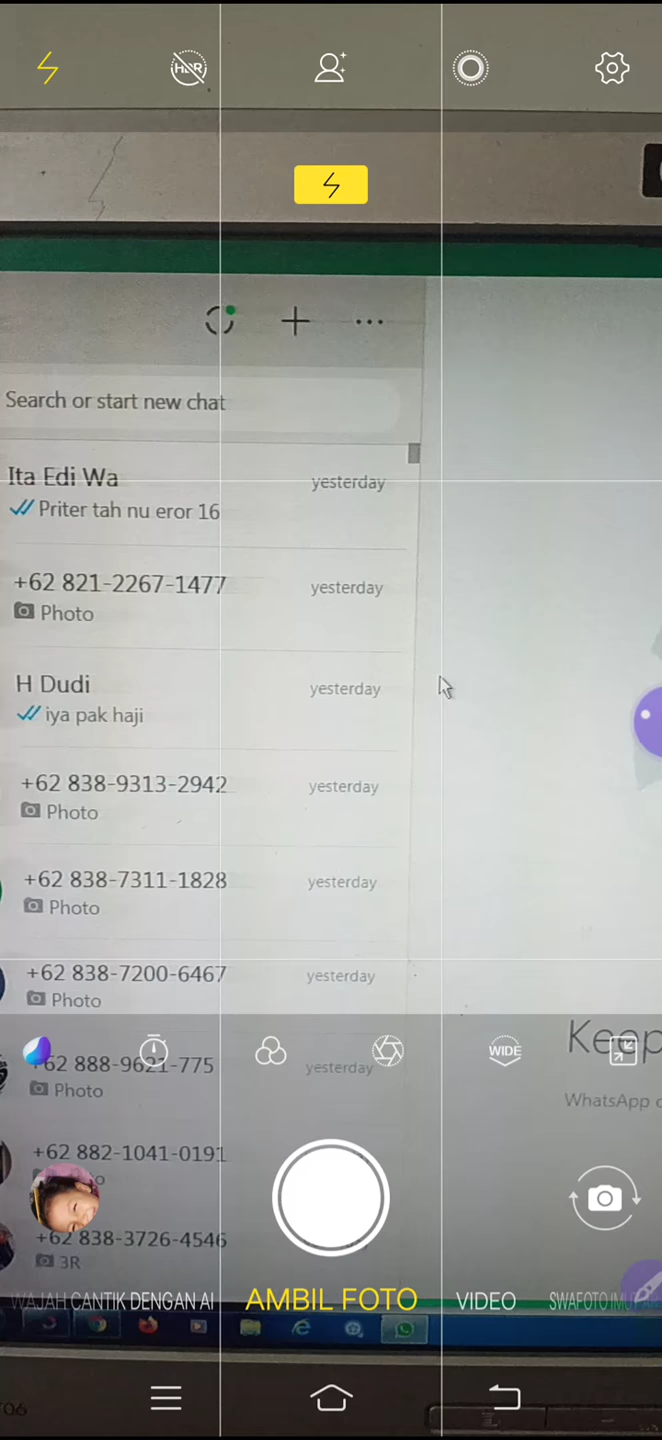 HDR
Search or start new chat
Ita Edi Wa
yesterday
Priter tah nu eror 16
+62 821-2267-1477
yesterday
Photo
H Dudi
yesterday
iya pak haji
+62 838-9313-2942
yesterday
Photo
+62 838-7311-1828
yesterday
Photo
+62 838-7200-6467
yesterday
Photo
Keep
WIDE
+62 888-9621-775
yesterday
Photo
WhatsApp
+62 882-1041-0191
+62 838-3726-4546
3R
WAJAH CANTIK DENGAN AI
AMBIL FOTO
VIDEO
SWAFOTO IMUT